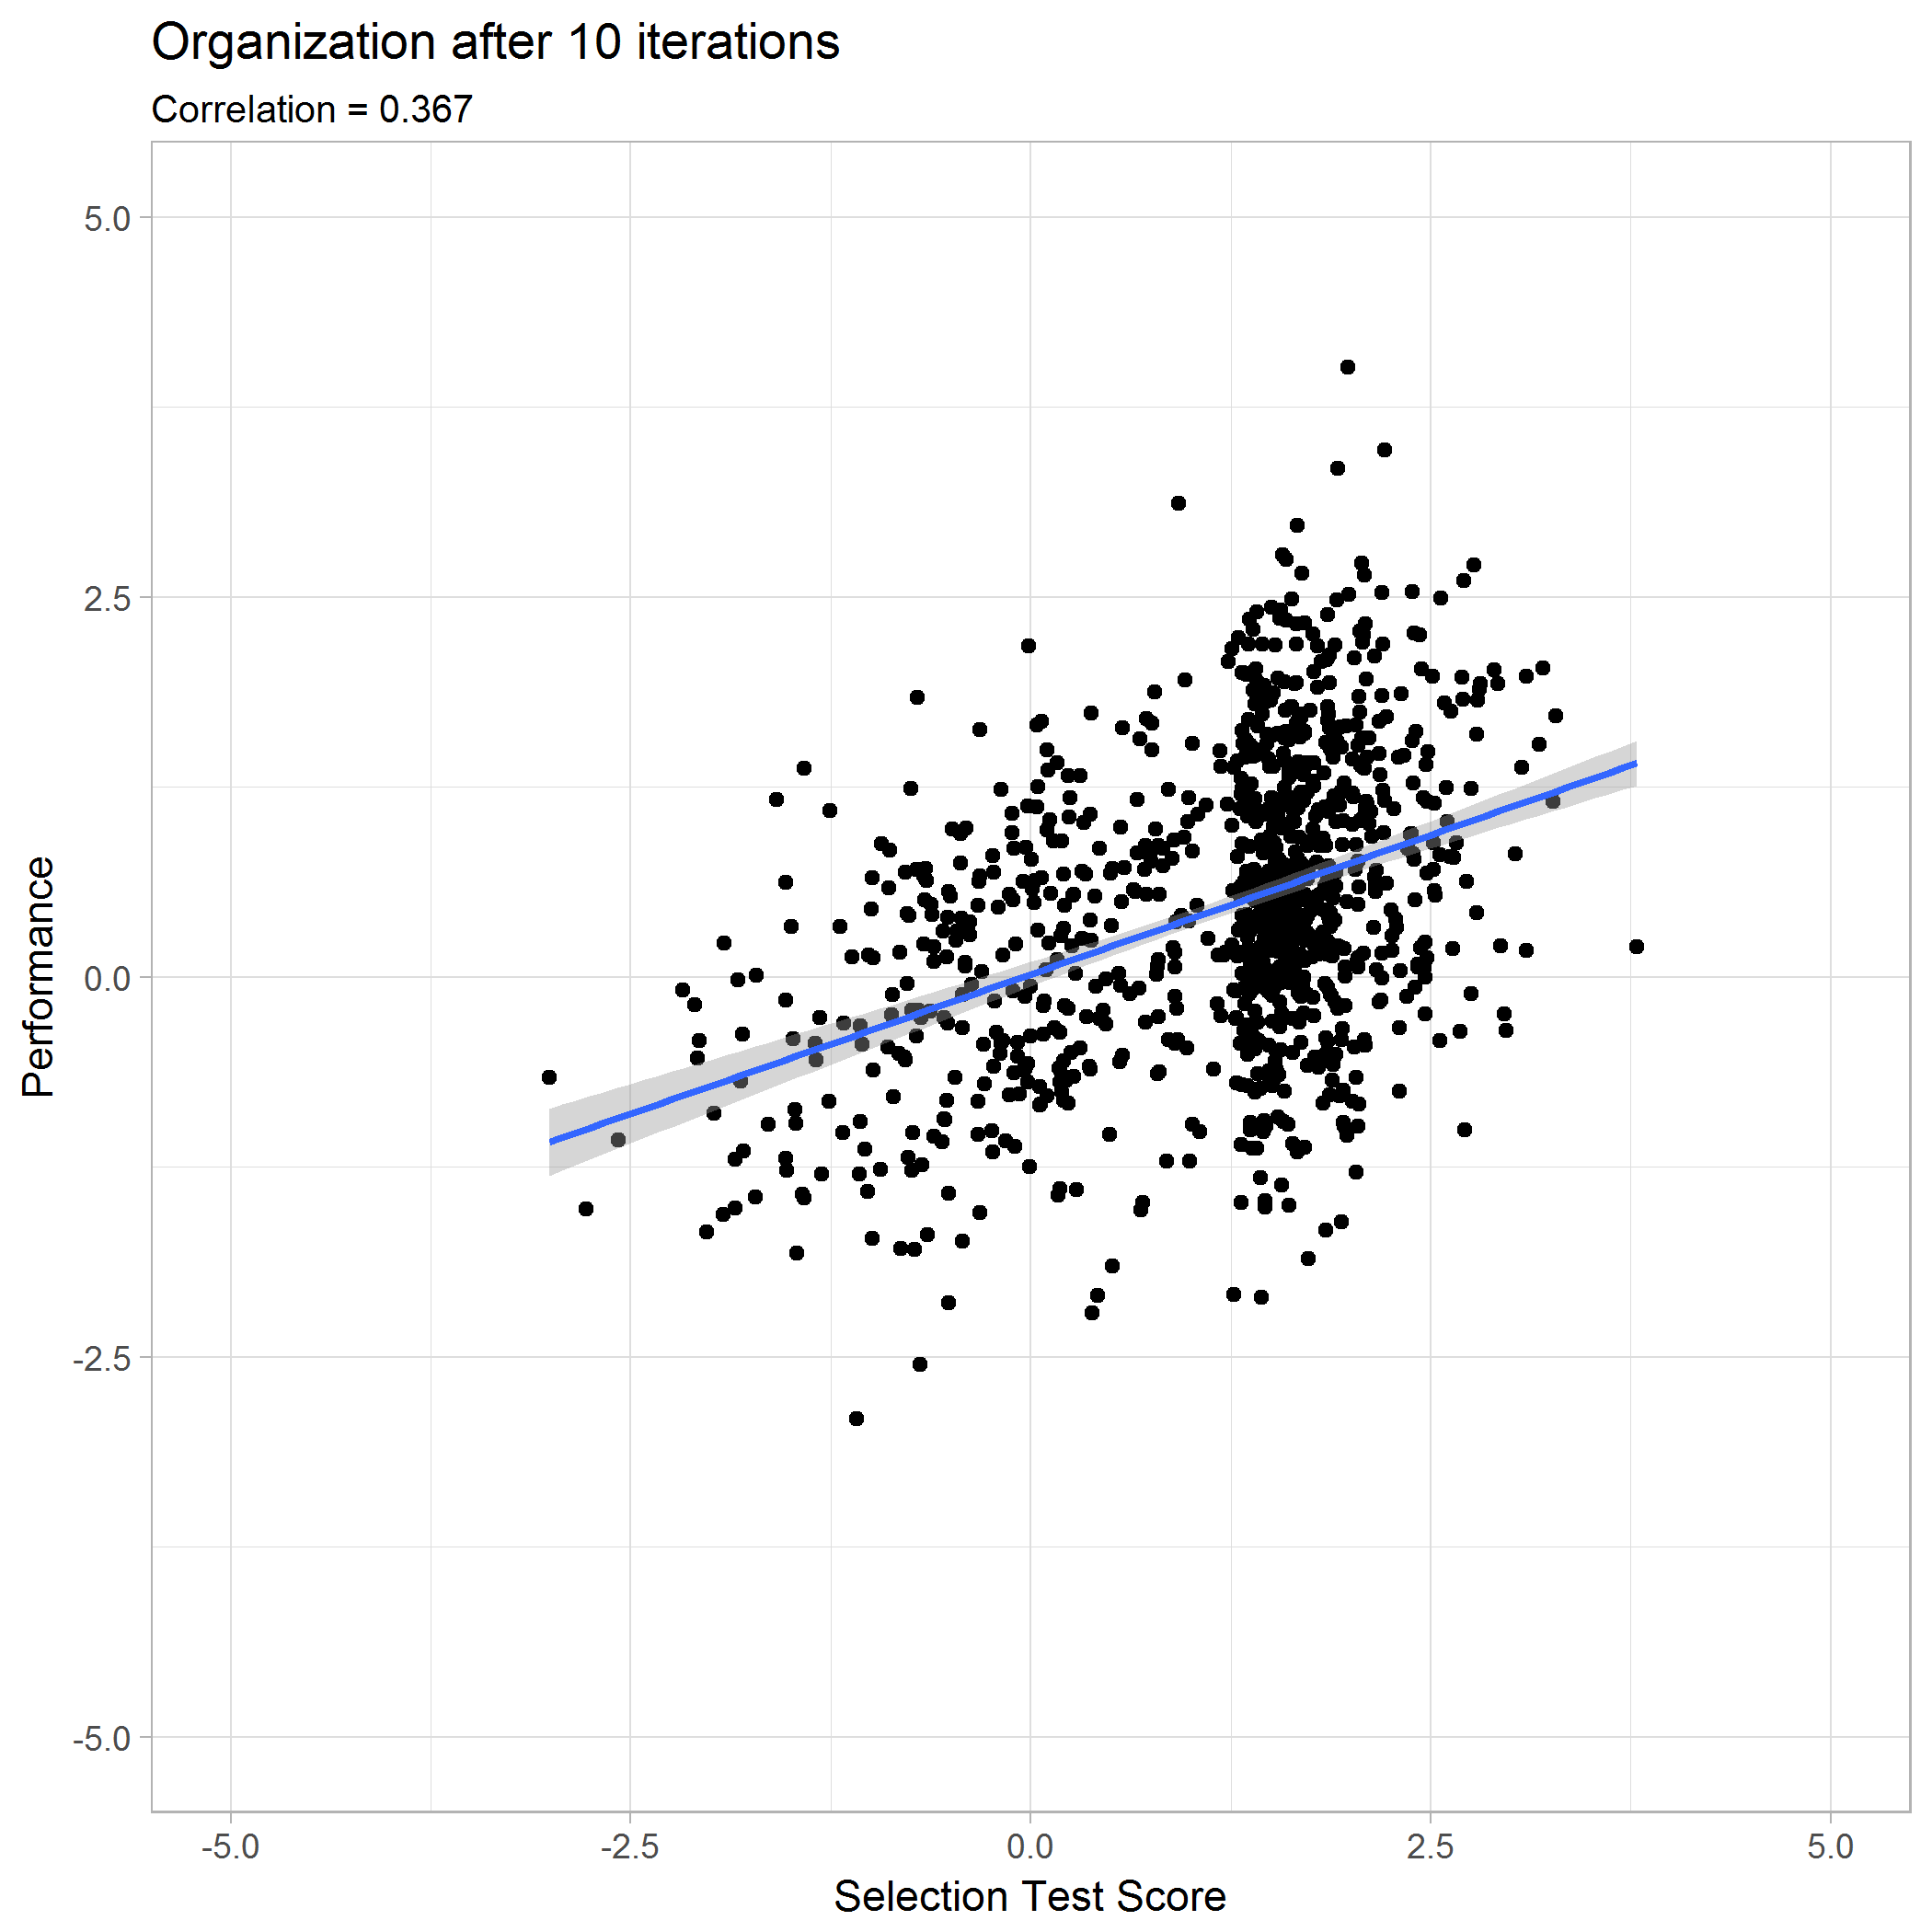 Organization after 10 iterations
Correlation = 0.367
5.0
2.5
0.0
-2.5
-5.0
Performance
-5.0
-2.5
0.0
2.5
5.0
Selection Test Score